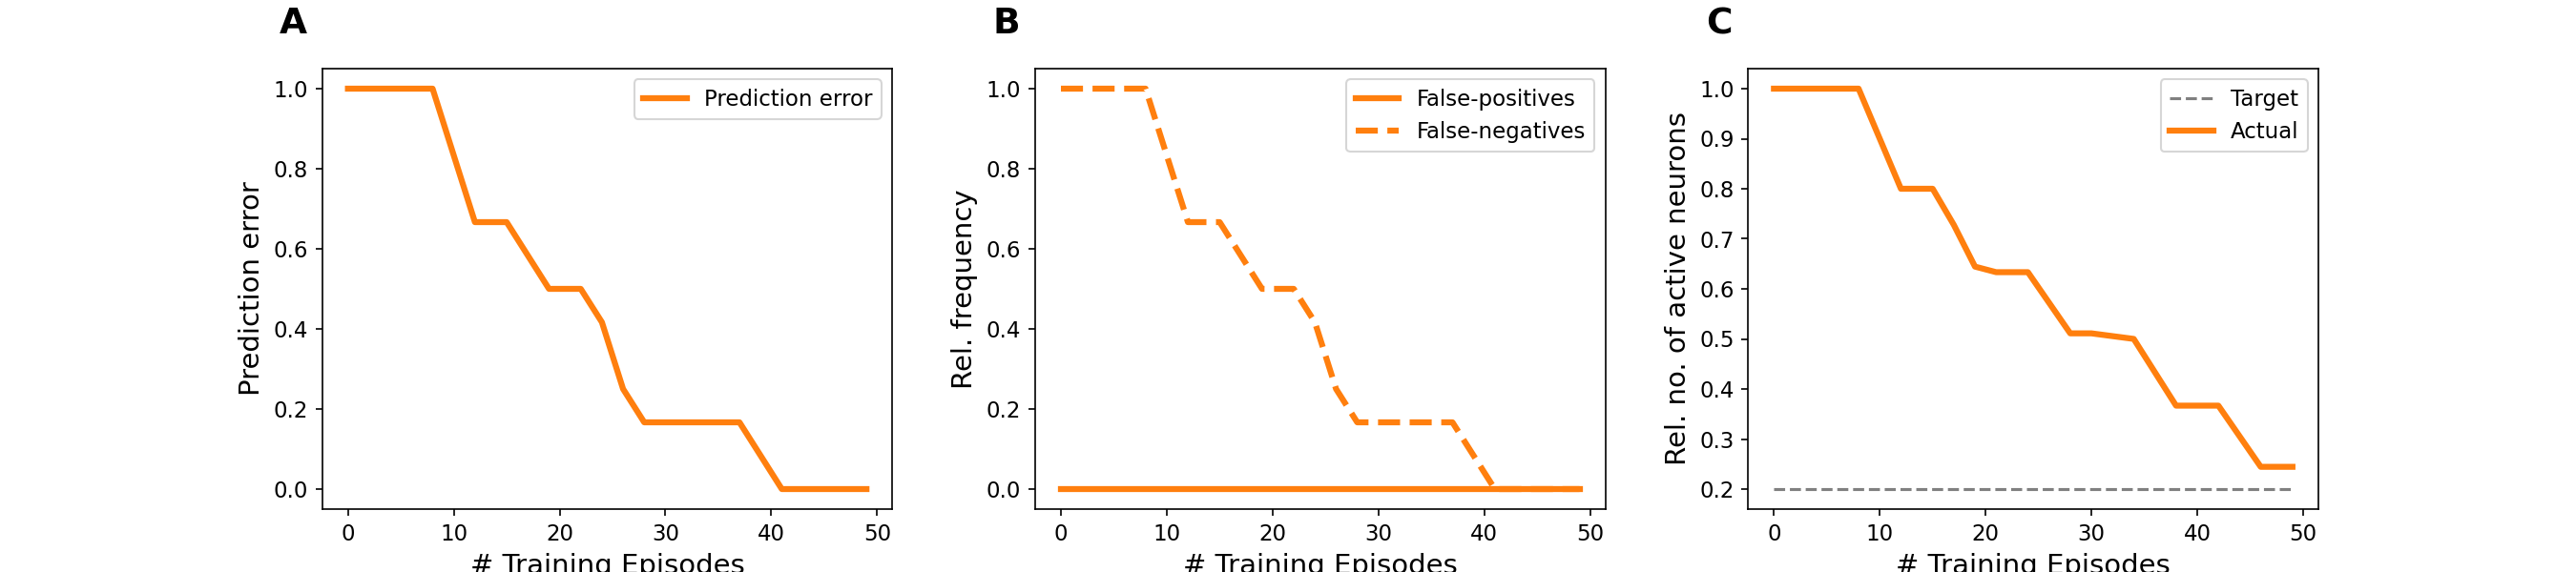 A
Prediction error
1.0
0.8
0.6
0.4
0.2
0.0
Prediction error
0 10 20 30 40 50
# Training Episodes
B
False-positives
False-negatives
1.0
0.8
0.6
0.4
0.2
0.0
Rel. frequency
0 10 20 30 40 50
# Training Episodes
C
Target
Actual
1.0
0.9
0.8
0.7
0.6
0.5
0.4
0.3
0.2
Rel. no. of active neurons
0 10 20 30 40 50
# Training Episodes